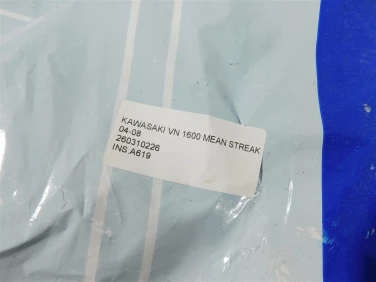 KAWASAKI VN 1600 MEAN STREAK
04-08
260310226
INS.A619